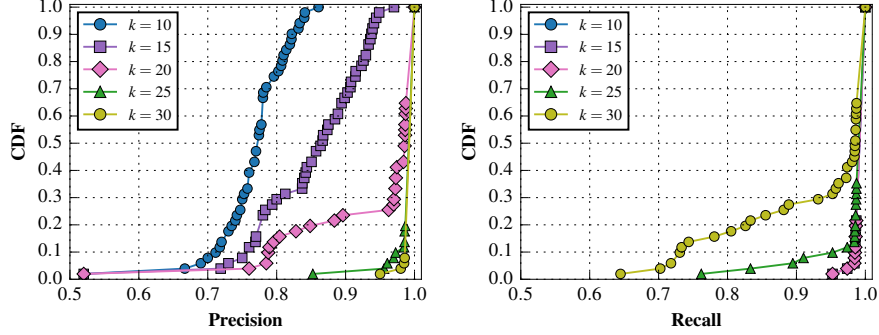 1.0
0.9
0.8
0.7
0.6
0.5
0.4
0.3
0.2
0.1
0.0
CDF
k = 10
k = 15
k = 20
k = 25
k = 30
0.5 0.6 0.7 0.8 0.9 1.0
Precision
1.0
0.9
0.8
0.7
0.6
0.5
0.4
0.3
0.2
0.1
0.0
CDF
k = 10
k = 15
k = 20
k = 25
k = 30
0.5 0.6 0.7 0.8 0.9 1.0
Recall